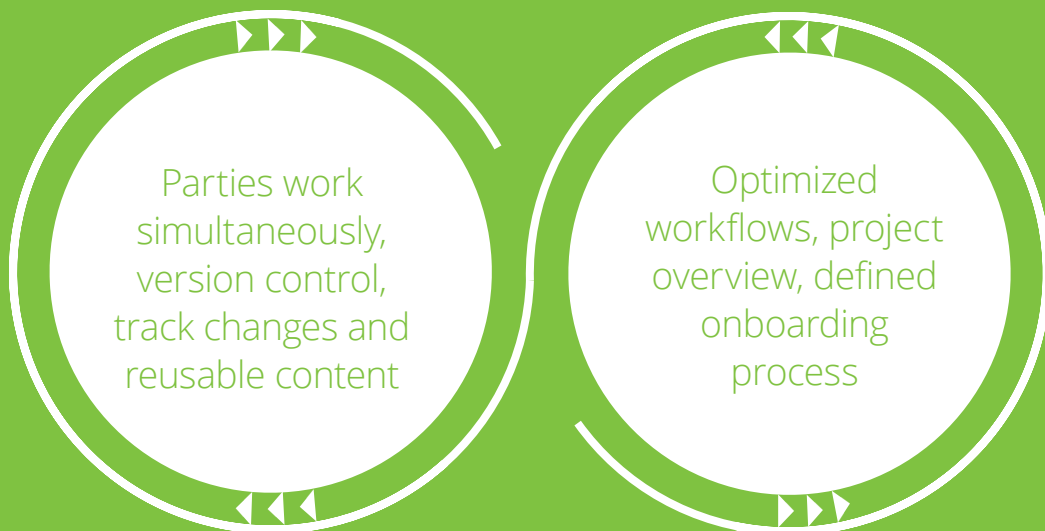 Parties work
simultaneously,
version control,
track changes and
reusable content
Optimized
workflows, project
overview, defined
onboarding
process